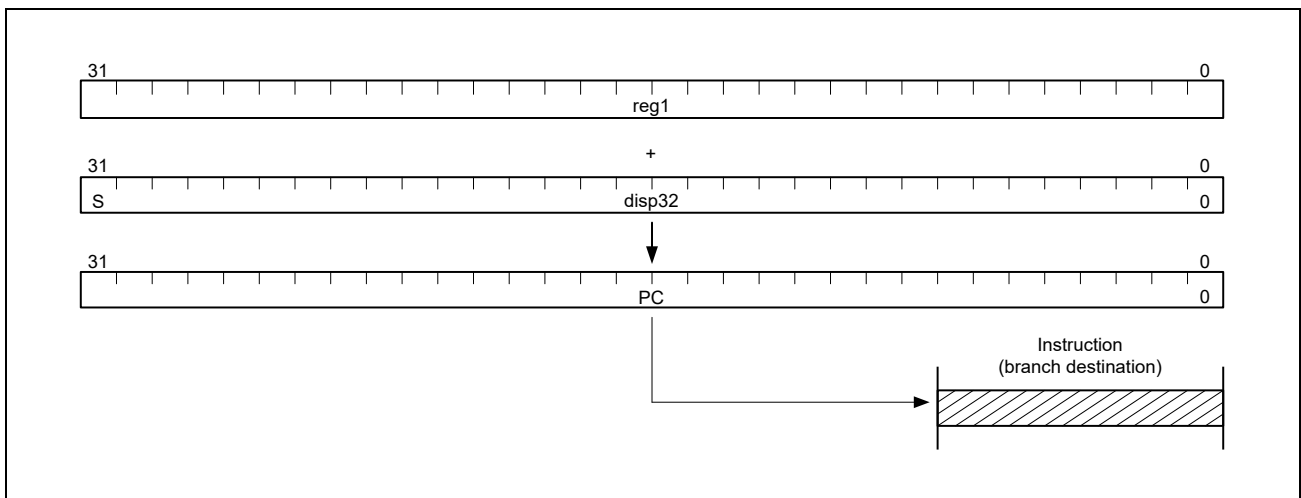 31 0
reg1
+
31 0
S disp32 0
31 0
PC 0
Instruction
(branch destination)